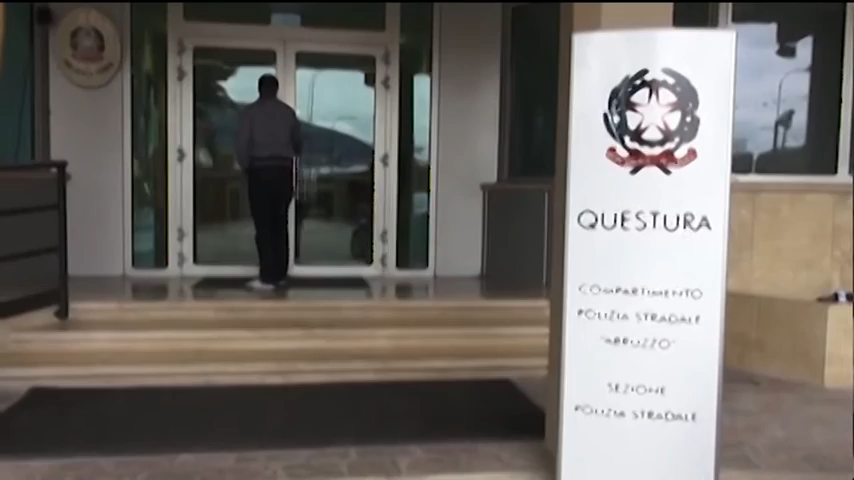 QUESTURA
COMPARTIMENTO
POLIZIA STRADALE
"ABRUZZO"
SEZIONE
POLIZIA STRADALE